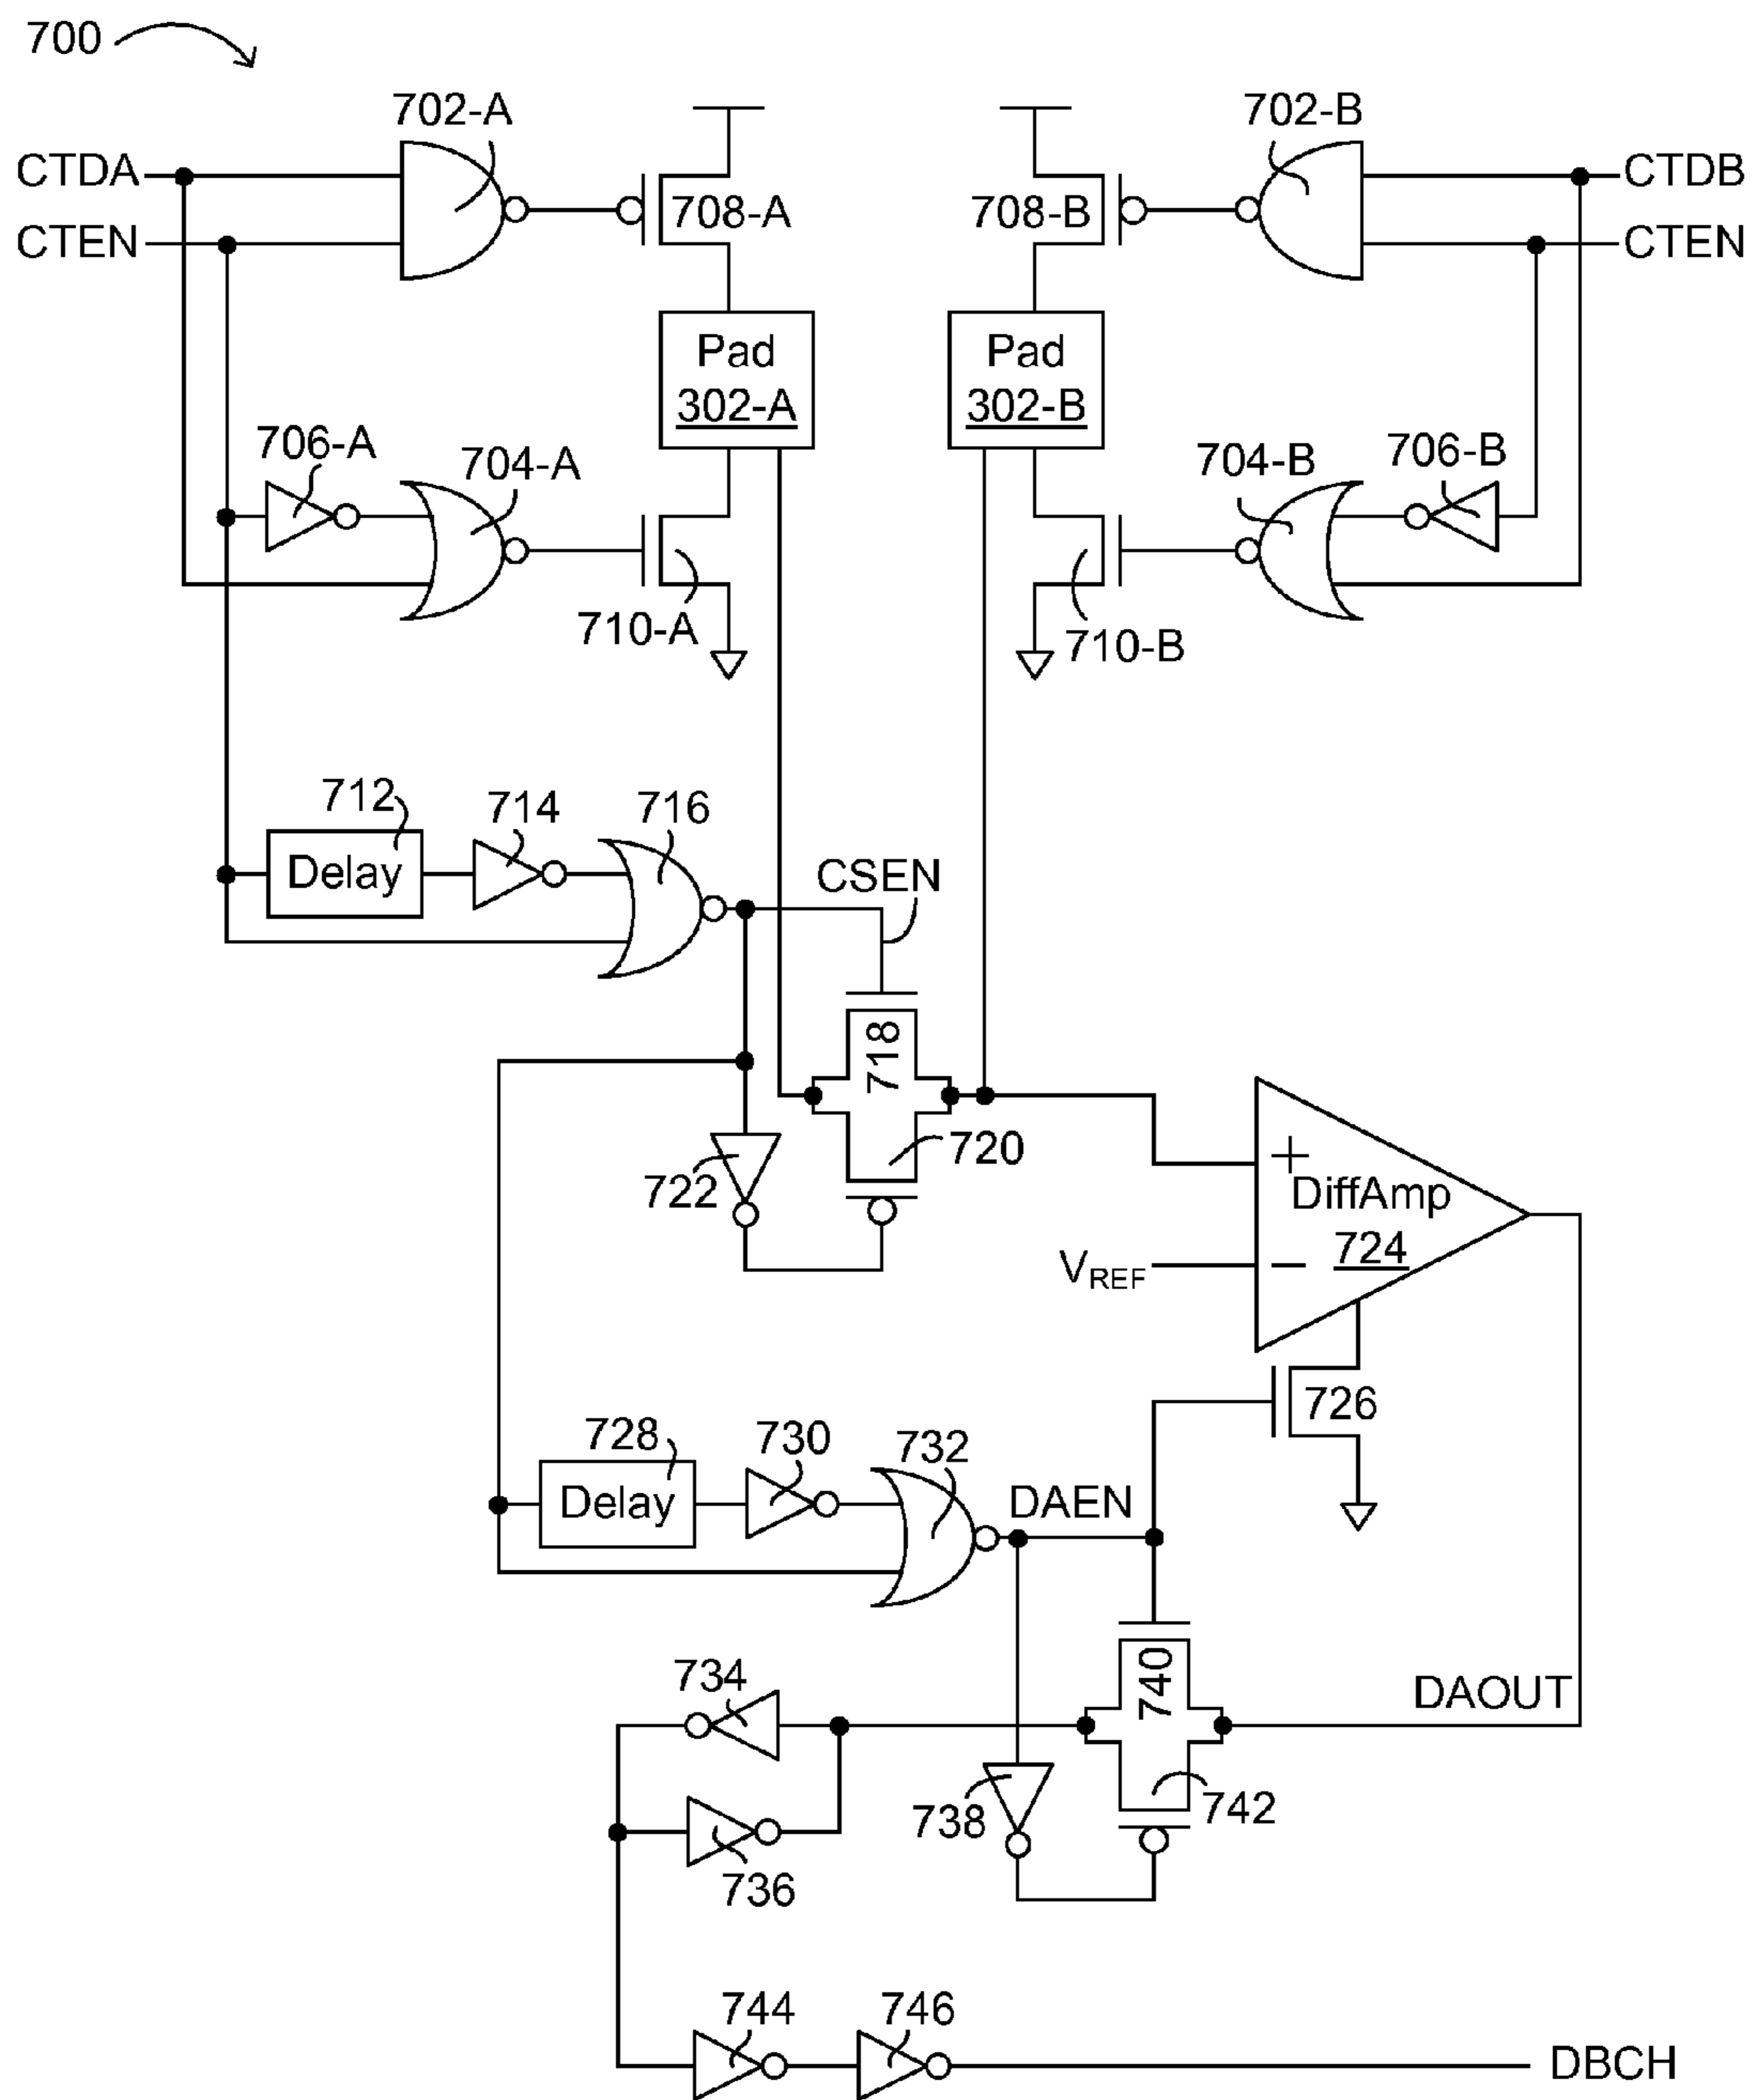 700
702-A
702-B
CTDA
CTDB
CTEN
CTEN
708-A
708-B
Pad
302-A
Pad
302-B
706-A
704-A
704-B
706-B
710-A
710-B
712
714
716
Delay
CSEN
718
720
722
+
DiffAmp
724
VREF
−
726
728
730
732
Delay
DAEN
734
740
DAOUT
738
742
736
744
746
DBCH